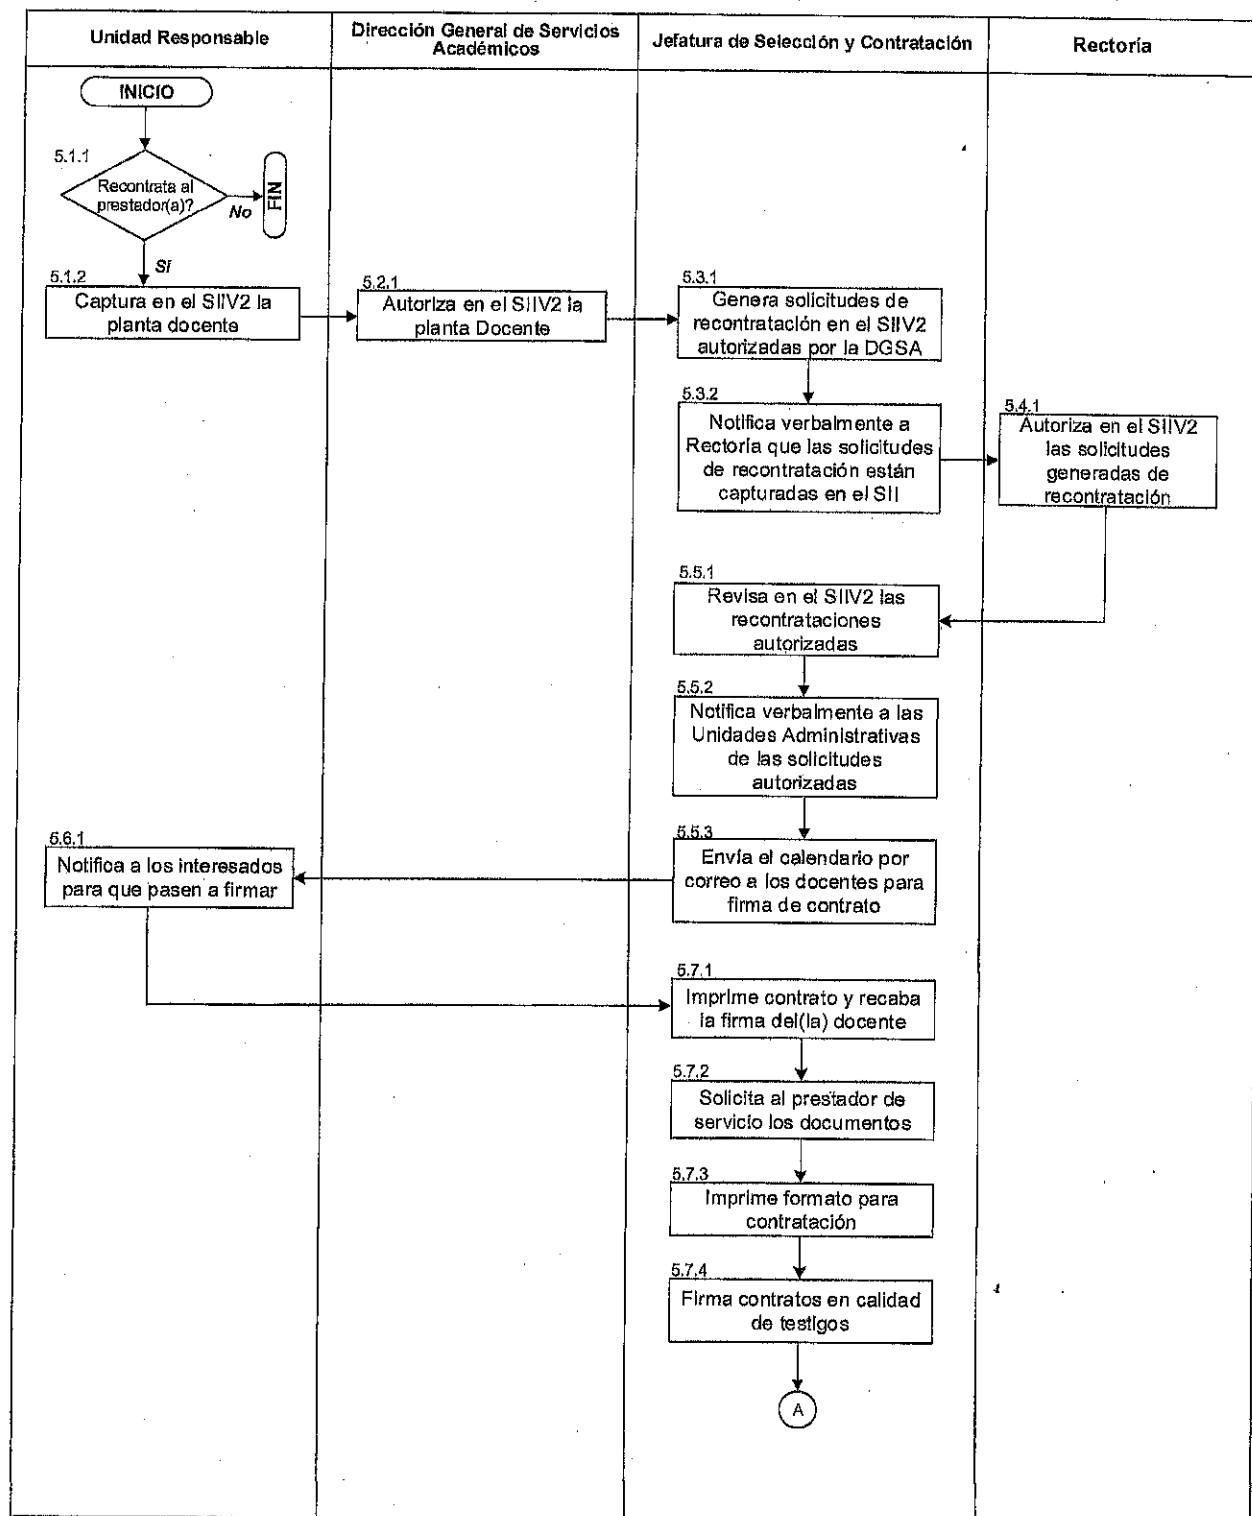 Unidad Responsable
Dirección General de Servicios
Académicos
Jefatura de Selección y Contratación
Rectoría
INICIO
5.1.1
Recontrata al
prestador(a)?
No
FIN
Sí
5.1.2
Captura en el SIIV2 la
planta docente
5.2.1
Autoriza en el SIIV2 la
planta Docente
5.3.1
Genera solicitudes de
recontratación en el SIIV2
autorizadas por la DGSA
5.3.2
Notifica verbalmente a
Rectoría que las solicitudes
de recontratación están
capturadas en el SII
5.4.1
Autoriza en el SIIV2
las solicitudes
generadas de
recontratación
5.5.1
Revisa en el SIIV2 las
recontrataciones
autorizadas
5.5.2
Notifica verbalmente a las
Unidades Administrativas
de las solicitudes
autorizadas
5.5.3
Envía el calendario por
correo a los docentes para
firma de contrato
5.6.1
Notifica a los interesados
para que pasen a firmar
5.7.1
Imprime contrato y recaba
la firma del(la) docente
5.7.2
Solicita al prestador de
servicio los documentos
5.7.3
Imprime formato para
contratación
5.7.4
Firma contratos en calidad
de testigos
A